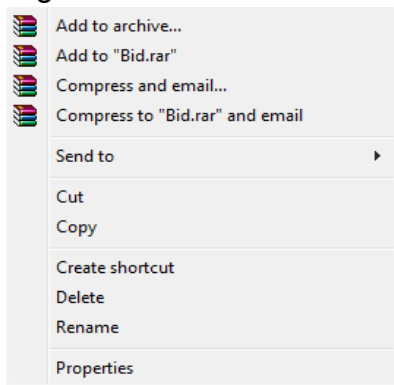 Add to archive...
Add to "Bid.rar"
Compress and email...
Compress to "Bid.rar" and email
Send to
Cut
Copy
Create shortcut
Delete
Rename
Properties